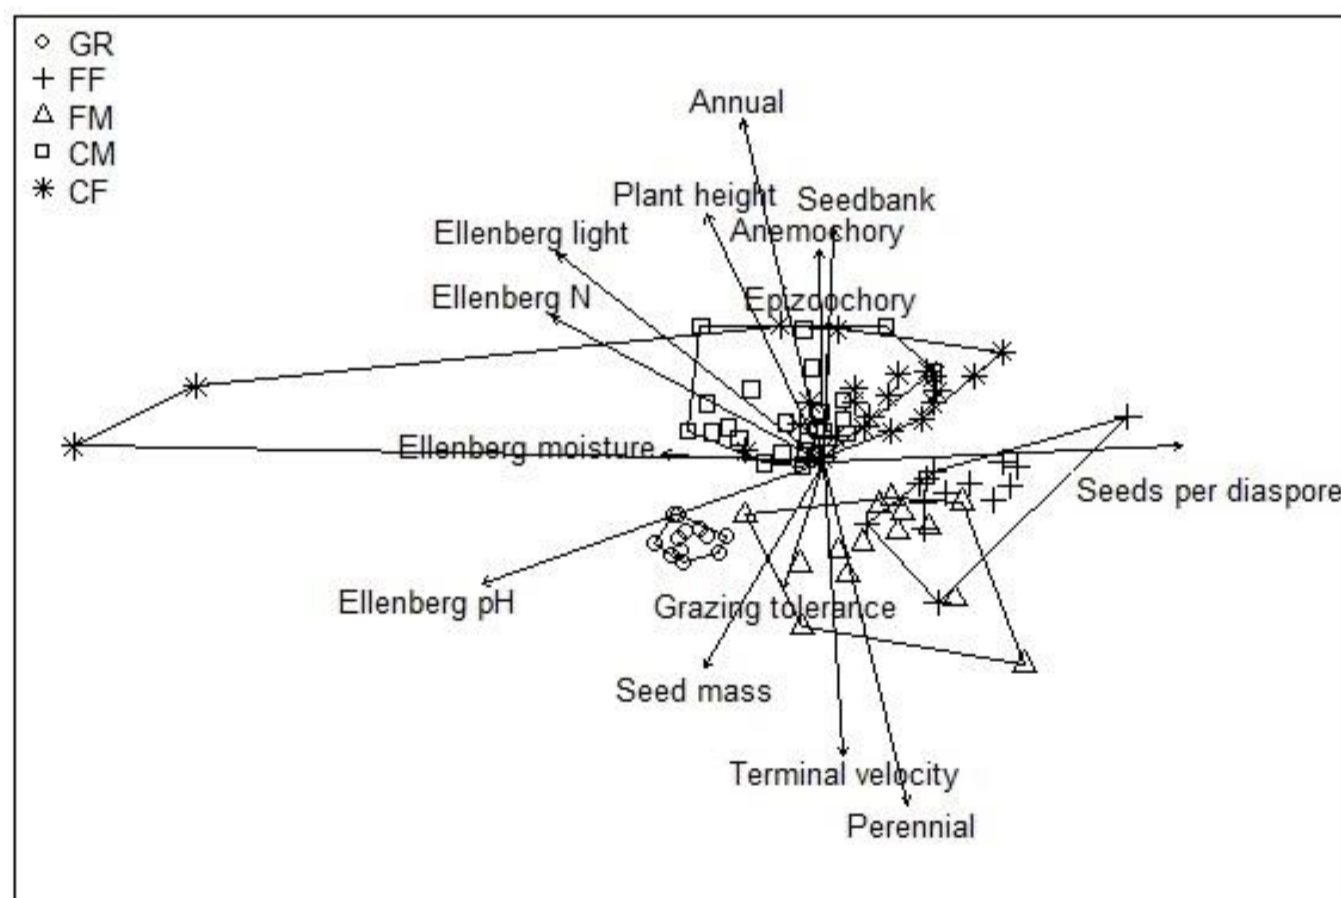 GR
FF
FM
CM
CF
Annual
Plant height
Seedbank
Ellenberg light
Anemochory
Ellenberg N
Epizoochory
Ellenberg moisture
Seeds per diaspore
Ellenberg pH
Grazing tolerance
Seed mass
Terminal velocity
Perennial